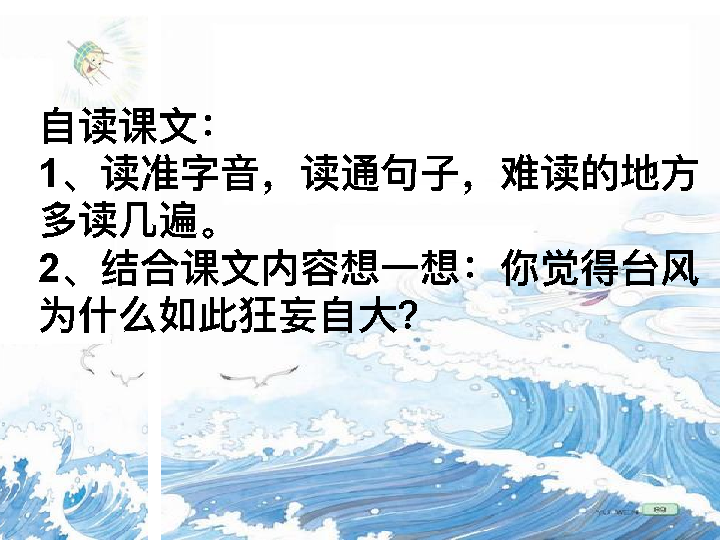 自读课文：
1、读准字音，读通句子，难读的地方
多读几遍。
2、结合课文内容想一想：你觉得台风
为什么如此狂妄自大？